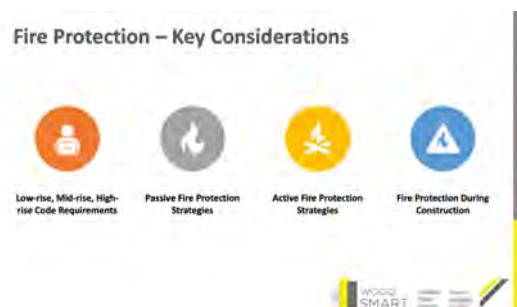 Fire Protection – Key Considerations
Low-rise, Mid-rise, High-
rise Code Requirements
Passive Fire Protection
Strategies
Active Fire Protection
Strategies
Fire Protection During
Construction
WOOD
SMART